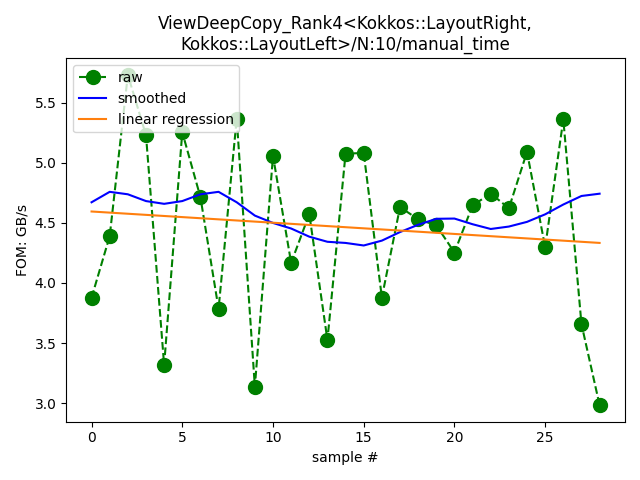 ViewDeepCopy_Rank4<Kokkos::LayoutRight,
Kokkos::LayoutLeft>/N:10/manual_time
raw
smoothed
linear regression
FOM: GB/s
5.5
5.0
4.5
4.0
3.5
3.0
0 5 10 15 20 25
sample #